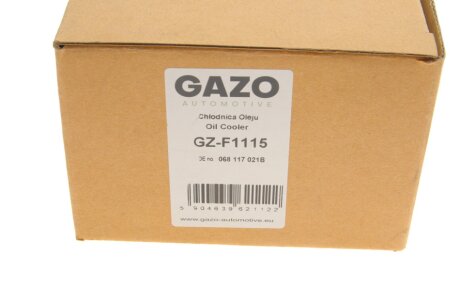 GAZO
AUTOMOTIVE
Chłodnica Oleju
Oil Cooler
GZ-F1115
OE no 068 117 021B
5 904639 621122
www.gazo-automotive.eu